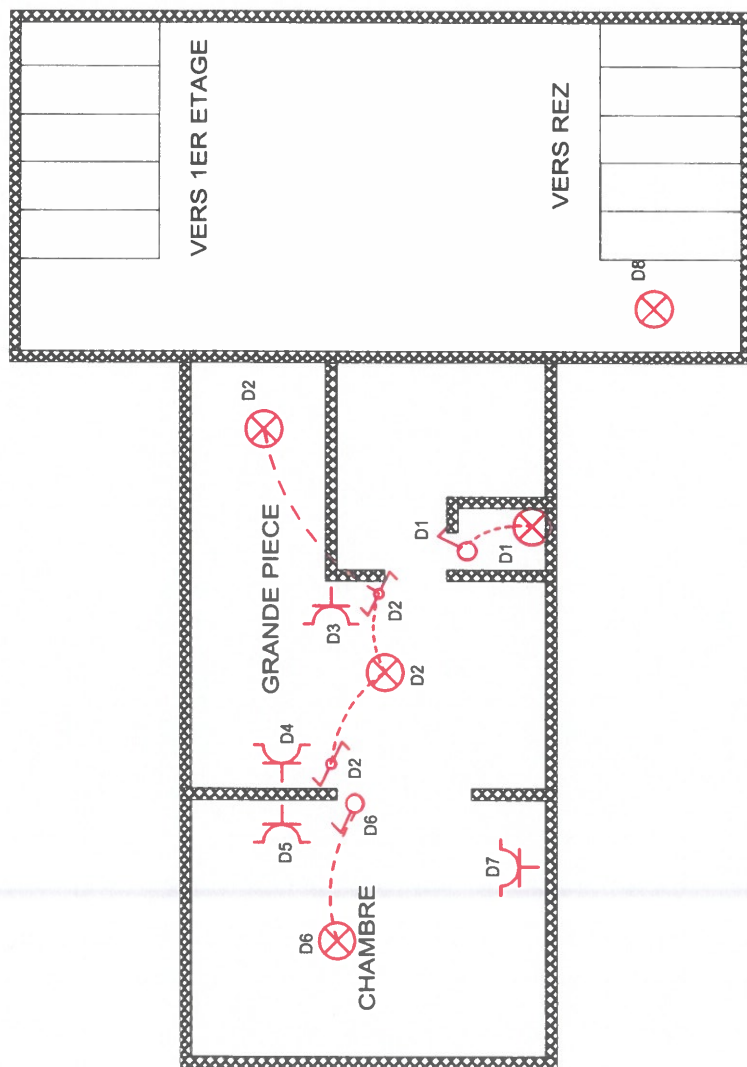 VERS 1ER ETAGE
VERS REZ
D8
D2
GRANDE PIECE
D1
D1
D3
D2
D2
D4
D2
D5
D6
D7
D6
CHAMBRE